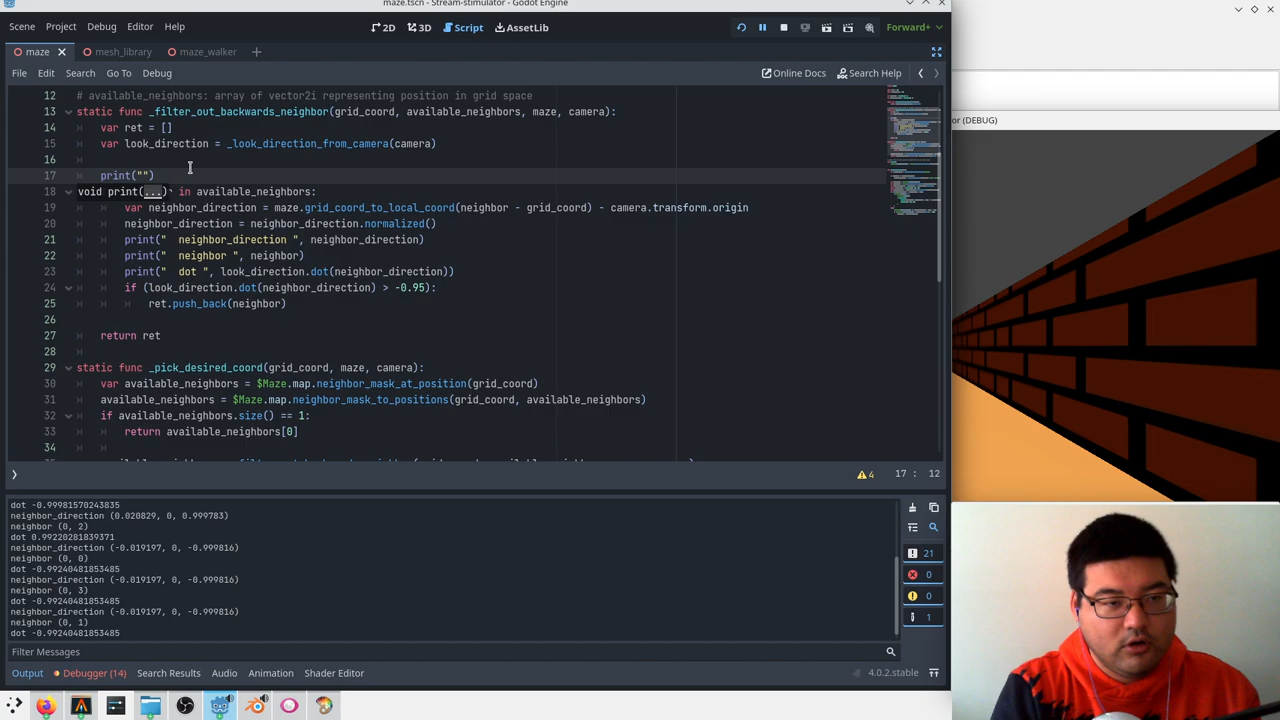 maze.tscn - Stream-stimulator - Godot Engine
Scene Project Debug Editor Help
2D 3D Script AssetLib
Forward+
maze mesh_library maze_walker
File Edit Search Go To Debug
Online Docs Search Help
12 # available_neighbors: array of vector2i representing position in grid space
13 static func _filter_out_backwards_neighbor(grid_coord, available_neighbors, maze, camera):
14 var ret = []
15 var look_direction = _look_direction_from_camera(camera)
16
17 print("")
18 void print(...) in available_neighbors:
19 var neighbor_direction = maze.grid_coord_to_local_coord(neighbor - grid_coord) - camera.transform.origin
20 neighbor_direction = neighbor_direction.normalized()
21 print("  neighbor_direction ", neighbor_direction)
22 print("  neighbor ", neighbor)
23 print("  dot ", look_direction.dot(neighbor_direction))
24 if (look_direction.dot(neighbor_direction) > -0.95):
25 ret.push_back(neighbor)
26
27 return ret
28
29 static func _pick_desired_coord(grid_coord, maze, camera):
30 var available_neighbors = $Maze.map.neighbor_mask_at_position(grid_coord)
31 available_neighbors = $Maze.map.neighbor_mask_to_positions(grid_coord, available_neighbors)
32 if available_neighbors.size() == 1:
33 return available_neighbors[0]
34
4 17 : 12
dot -0.99981570243835
neighbor_direction (0.020829, 0, 0.999783)
neighbor (0, 2)
dot 0.99220281839371
neighbor_direction (-0.019197, 0, -0.999816)
neighbor (0, 0)
dot -0.99240481853485
neighbor_direction (-0.019197, 0, -0.999816)
neighbor (0, 3)
dot -0.99240481853485
neighbor_direction (-0.019197, 0, -0.999816)
neighbor (0, 1)
dot -0.99240481853485
21
0
0
1
Filter Messages
Output Debugger (14) Search Results Audio Animation Shader Editor
4.0.2.stable
or (DEBUG)